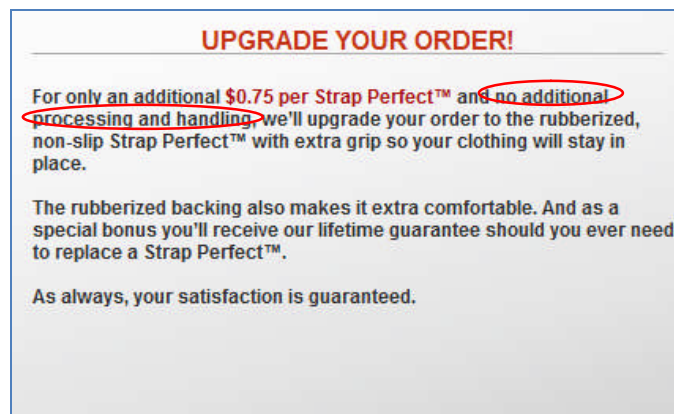 UPGRADE YOUR ORDER!
For only an additional $0.75 per Strap Perfect™ and no additional
processing and handling, we'll upgrade your order to the rubberized,
non-slip Strap Perfect™ with extra grip so your clothing will stay in
place.
The rubberized backing also makes it extra comfortable. And as a
special bonus you'll receive our lifetime guarantee should you ever need
to replace a Strap Perfect™.
As always, your satisfaction is guaranteed.